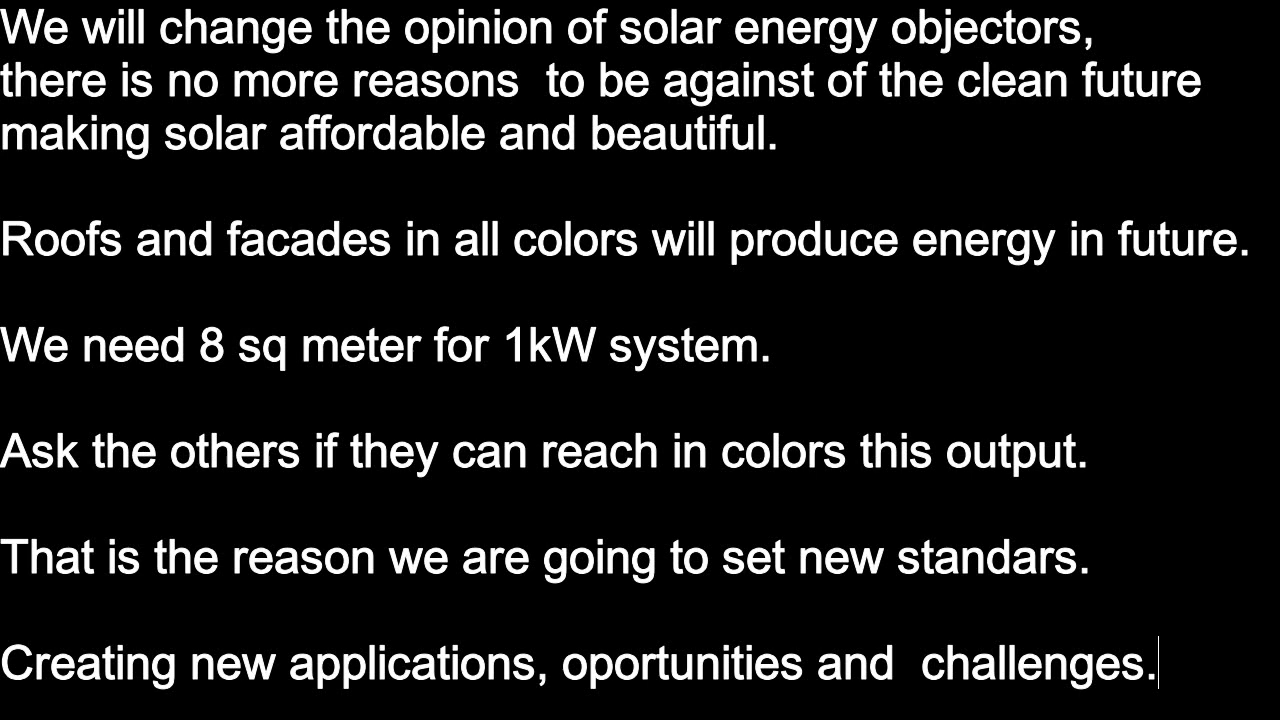 We will change the opinion of solar energy objectors,
there is no more reasons  to be against of the clean future
making solar affordable and beautiful.
Roofs and facades in all colors will produce energy in future.
We need 8 sq meter for 1kW system.
Ask the others if they can reach in colors this output.
That is the reason we are going to set new standars.
Creating new applications, oportunities and  challenges.